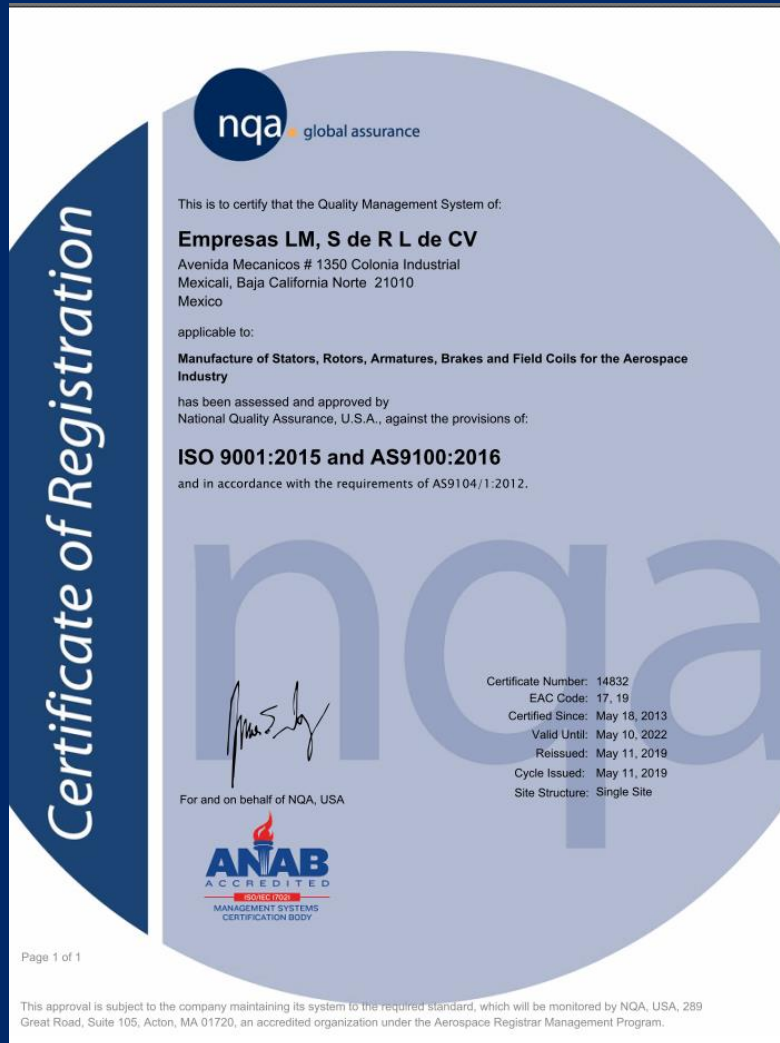 nqa.
global assurance
Certificate of Registration
This is to certify that the Quality Management System of:
Empresas LM, S de R L de CV
Avenida Mecanicos # 1350 Colonia Industrial
Mexicali, Baja California Norte 21010
Mexico
applicable to:
Manufacture of Stators, Rotors, Armatures, Brakes and Field Coils for the Aerospace
Industry
has been assessed and approved by
National Quality Assurance, U.S.A., against the provisions of:
ISO 9001:2015 and AS9100:2016
and in accordance with the requirements of AS9104/1:2012.
nqa
Certificate Number: 14832
EAC Code: 17, 19
Certified Since: May 18, 2013
Valid Until: May 10, 2022
Reissued: May 11, 2019
Cycle Issued: May 11, 2019
Site Structure: Single Site
For and on behalf of NQA, USA
ANAB
ACCREDITED
ISO/IEC 17021
MANAGEMENT SYSTEMS
CERTIFICATION BODY
Page 1 of 1
This approval is subject to the company maintaining its system to the required standard, which will be monitored by NQA, USA, 289
Great Road, Suite 105, Acton, MA 01720, an accredited organization under the Aerospace Registrar Management Program.